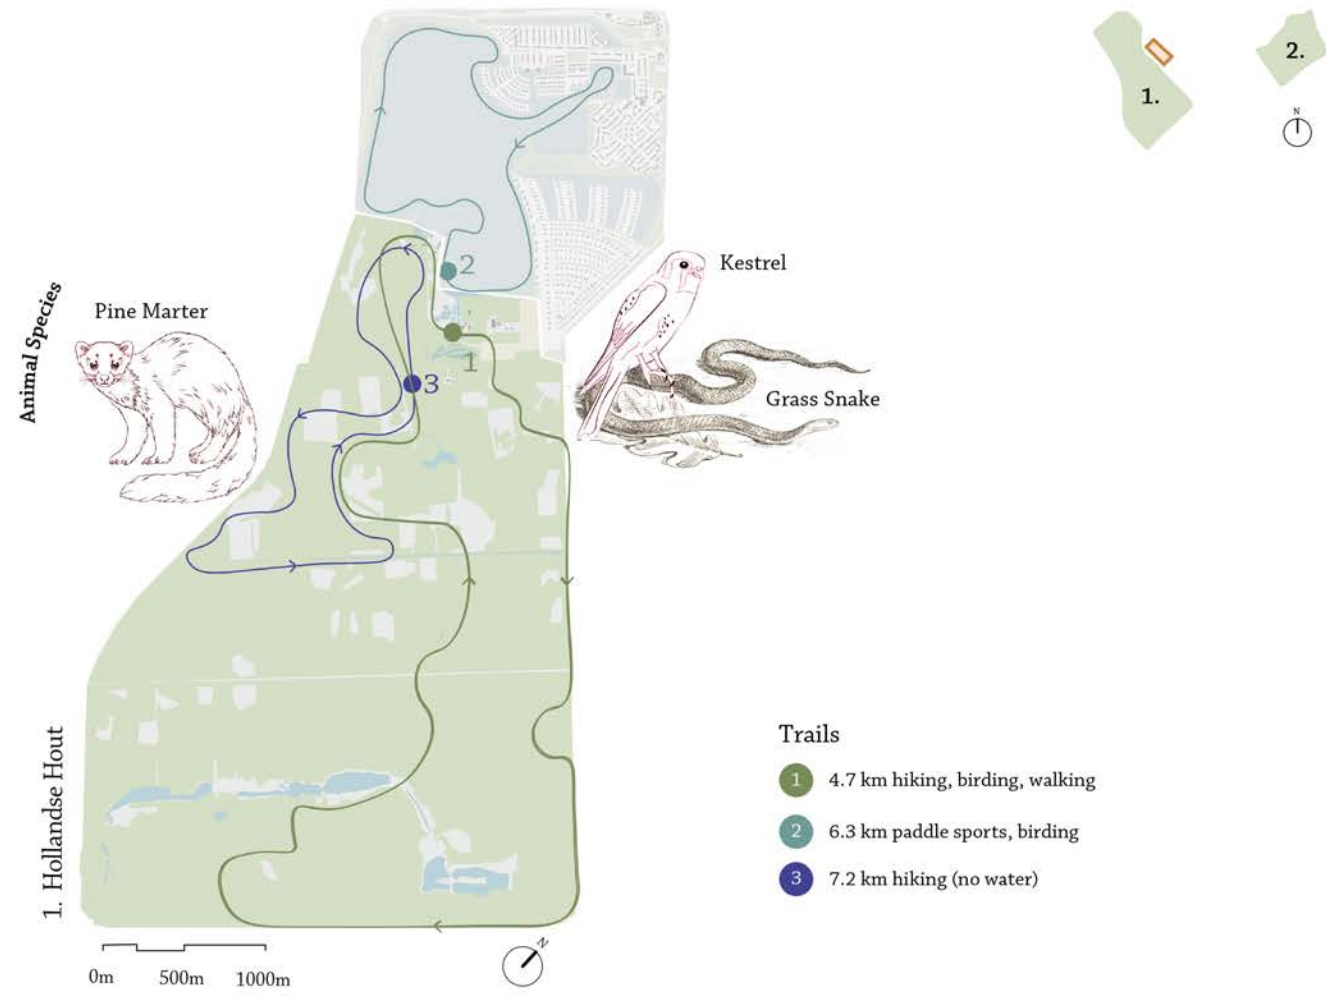 1.
2.
N
2
Kestrel
Pine Marter
Animal Species
1
3
Grass Snake
1. Hollandse Hout
Trails
1 4.7 km hiking, birding, walking
2 6.3 km paddle sports, birding
3 7.2 km hiking (no water)
N
0m 500m 1000m